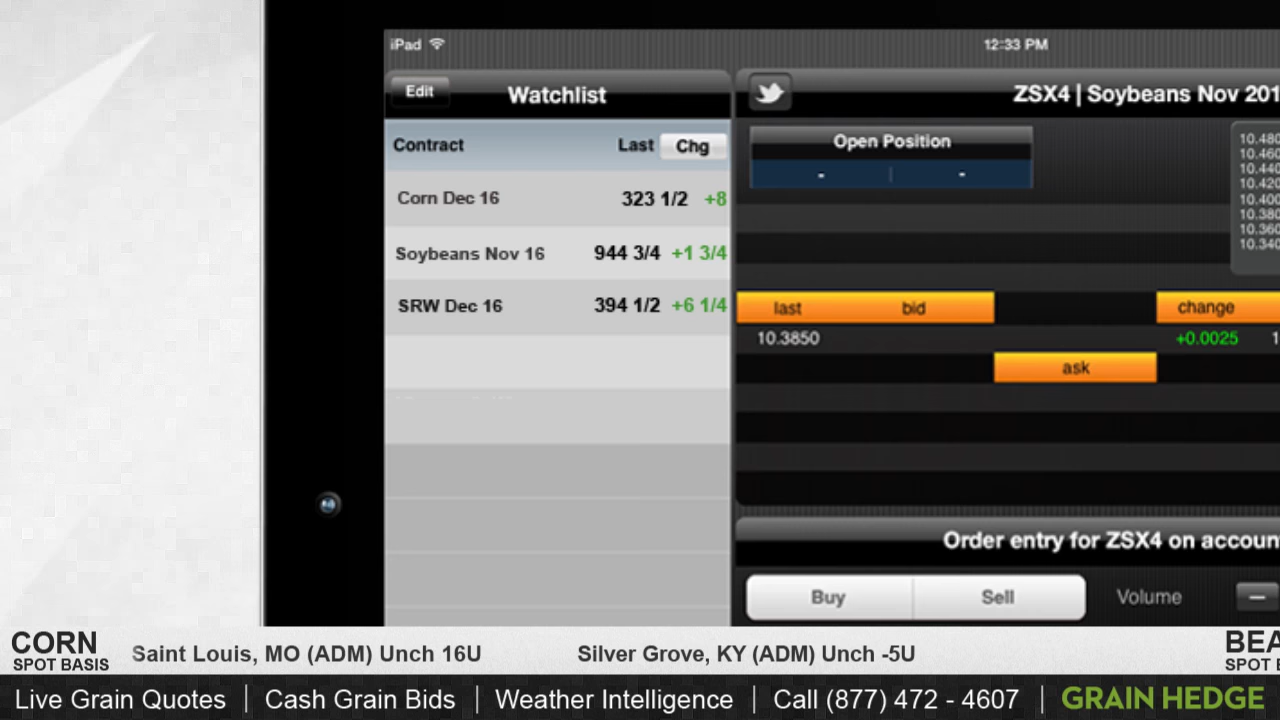 iPad
12:33 PM
Edit
Watchlist
ZSX4 | Soybeans Nov 201
Contract Last Chg
Open Position
- -
Corn Dec 16 323 1/2 +8
Soybeans Nov 16 944 3/4 +1 3/4
SRW Dec 16 394 1/2 +6 1/4
10.480
10.460
10.440
10.420
10.400
10.380
10.360
10.340
last bid change
10.3850 +0.0025 1
ask
Order entry for ZSX4 on accoun
Buy Sell Volume
CORN
SPOT BASIS
Saint Louis, MO (ADM) Unch 16U
Silver Grove, KY (ADM) Unch -5U
BEA
SPOT B
Live Grain Quotes | Cash Grain Bids | Weather Intelligence | Call (877) 472 - 4607 | GRAIN HEDGE